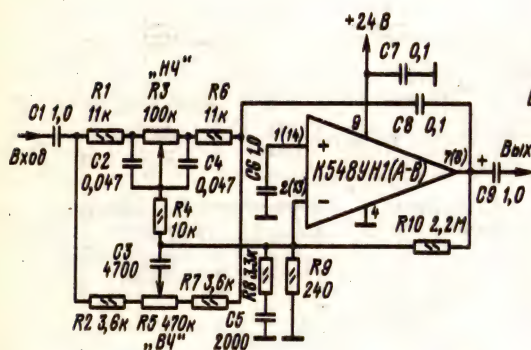 +24 В
C7 0,1
„НЧ"
R1
11к
R3
100к
R6
11к
C1 1,0
Вход
C2
0,047
C4
0,047
9
C8
0,1
1(14)
+
C6 1,0
2(13)
–
К548УН1(А-В)
7(8)
+
Вых
C9
1,0
4
R4
10к
R10 2,2М
C3
4700
R8 3,3к
R9
240
R7 3,6к
R2 3,6к
R5 470к
„ВЧ"
C5
2000